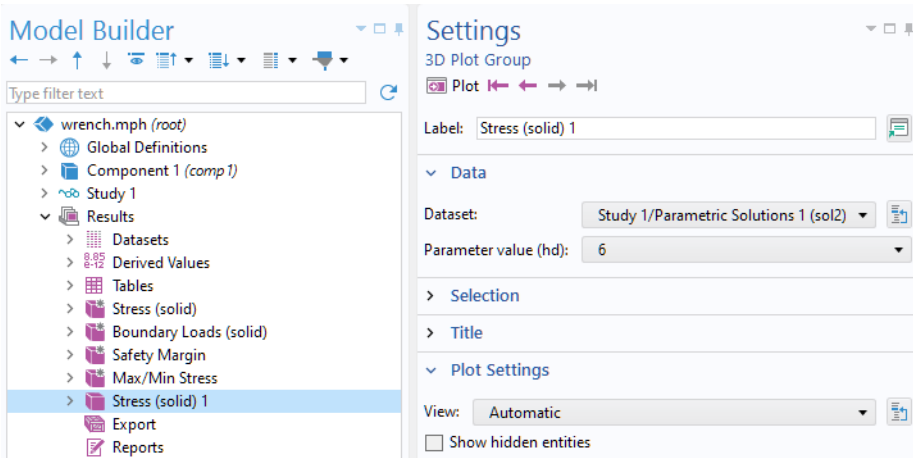 Model Builder
Type filter text
wrench.mph (root)
Global Definitions
Component 1 (comp1)
Study 1
Results
Datasets
8.85
e-12
Derived Values
Tables
Stress (solid)
Boundary Loads (solid)
Safety Margin
Max/Min Stress
Stress (solid) 1
Export
Reports
Settings
3D Plot Group
Plot
Label: Stress (solid) 1
Data
Dataset: Study 1/Parametric Solutions 1 (sol2)
Parameter value (hd): 6
Selection
Title
Plot Settings
View: Automatic
Show hidden entities